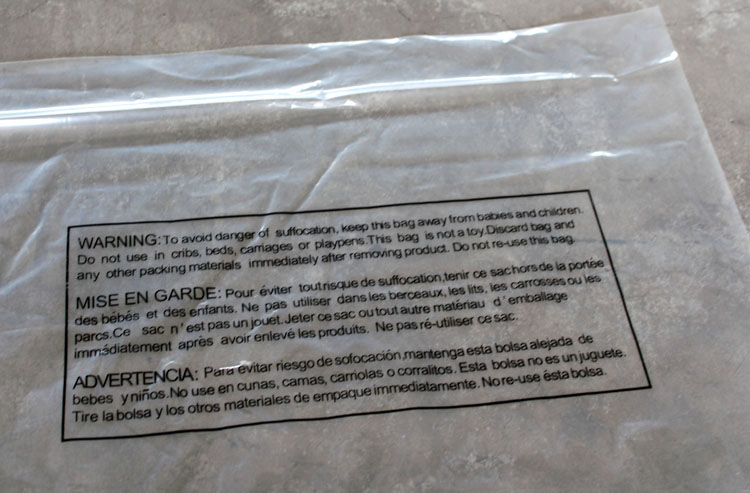 WARNING: To avoid danger of suffocation, keep this bag away from babies and children.
Do not use in cribs, beds, carriages or playpens.This bag is not a toy.Discard bag and
any other packing materials immediately after removing product. Do not re-use this bag.
MISE EN GARDE: Pour éviter tout risque de suffocation,tenir ce sac hors de la portée
des bébés et des enfants. Ne pas utiliser dans les berceaux, les lits, les carrosses ou les
parcs.Ce sac n'est pas un jouet. Jeter ce sac ou tout autre matériau d'emballage
immédiatement après avoir enlevé les produits. Ne pas ré-utiliser ce sac.
ADVERTENCIA: Para évitar riesgo de sofocación,mantenga esta bolsa alejada de
bebes y niños.No use en cunas, camas, carriolas o corralitos. Esta bolsa no es un juguete.
Tire la bolsa y los otros materiales de empaque immediatamente. No re-use ésta bolsa.